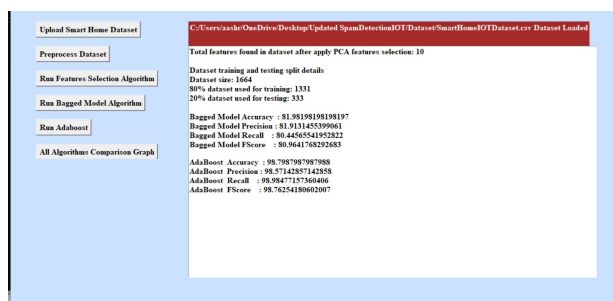 Upload Smart Home Dataset
Preprocess Dataset
Run Features Selection Algorithm
Run Bagged Model Algorithm
Run Adaboost
All Algorithms Comparison Graph
C:/Users/aashr/OneDrive/Desktop/Updated SpamDetectionIOT/Dataset/SmartHomeIOTDataset.csv Dataset Loaded
Total features found in dataset after apply PCA features selection: 10
Dataset training and testing split details
Dataset size: 1664
80% dataset used for training: 1331
20% dataset used for testing: 333
Bagged Model Accuracy : 81.98198198198197
Bagged Model Precision : 81.9131455399061
Bagged Model Recall : 80.44565541952822
Bagged Model FScore : 80.9641768292683
AdaBoost Accuracy : 98.7987987987988
AdaBoost Precision : 98.57142857142858
AdaBoost Recall : 98.98477157360406
AdaBoost FScore : 98.76254180602007